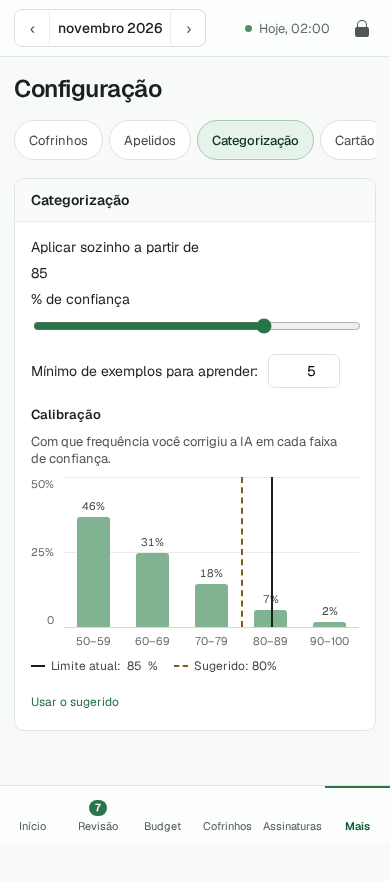 ‹ novembro 2026 › Hoje, 02:00
Configuração
Cofrinhos Apelidos Categorização Cartão
Categorização
Aplicar sozinho a partir de
85
% de confiança
Mínimo de exemplos para aprender: 5
Calibração
Com que frequência você corrigiu a IA em cada faixa
de confiança.
50%
46%
31%
25%
18%
7%
2%
0
50–59 60–69 70–79 80–89 90–100
Limite atual: 85 % Sugerido: 80%
Usar o sugerido
7
Início Revisão Budget Cofrinhos Assinaturas Mais